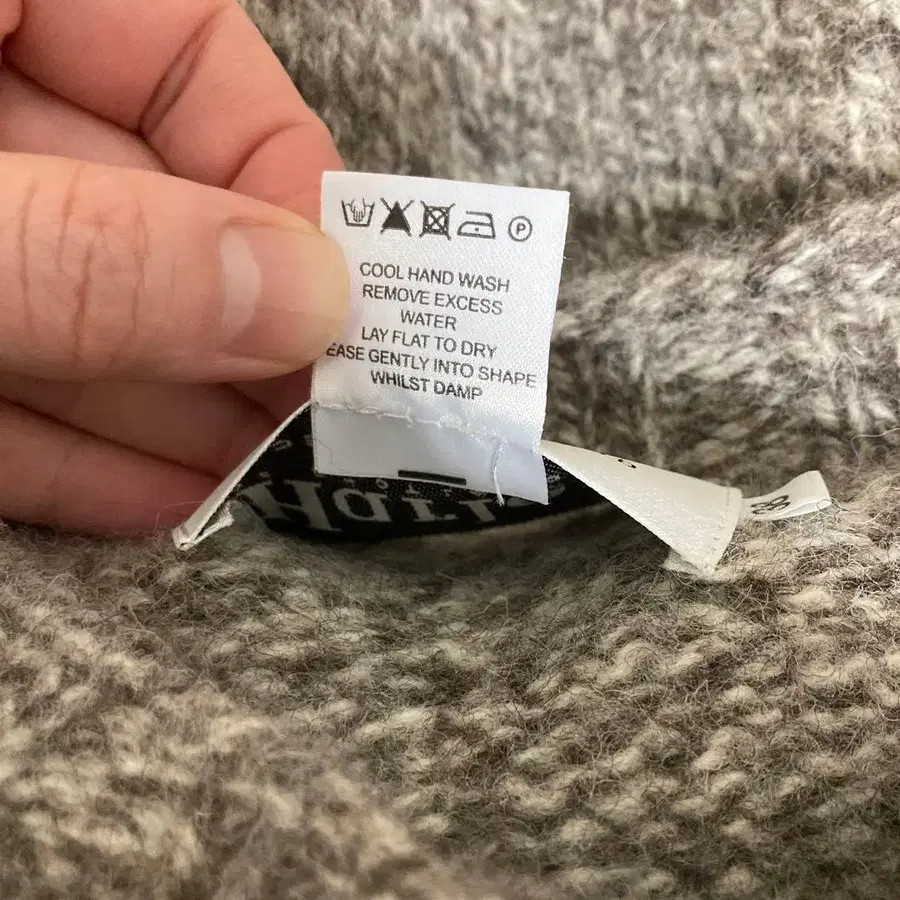 P
COOL HAND WASH
REMOVE EXCESS
WATER
LAY FLAT TO DRY
EASE GENTLY INTO SHAPE
WHILST DAMP